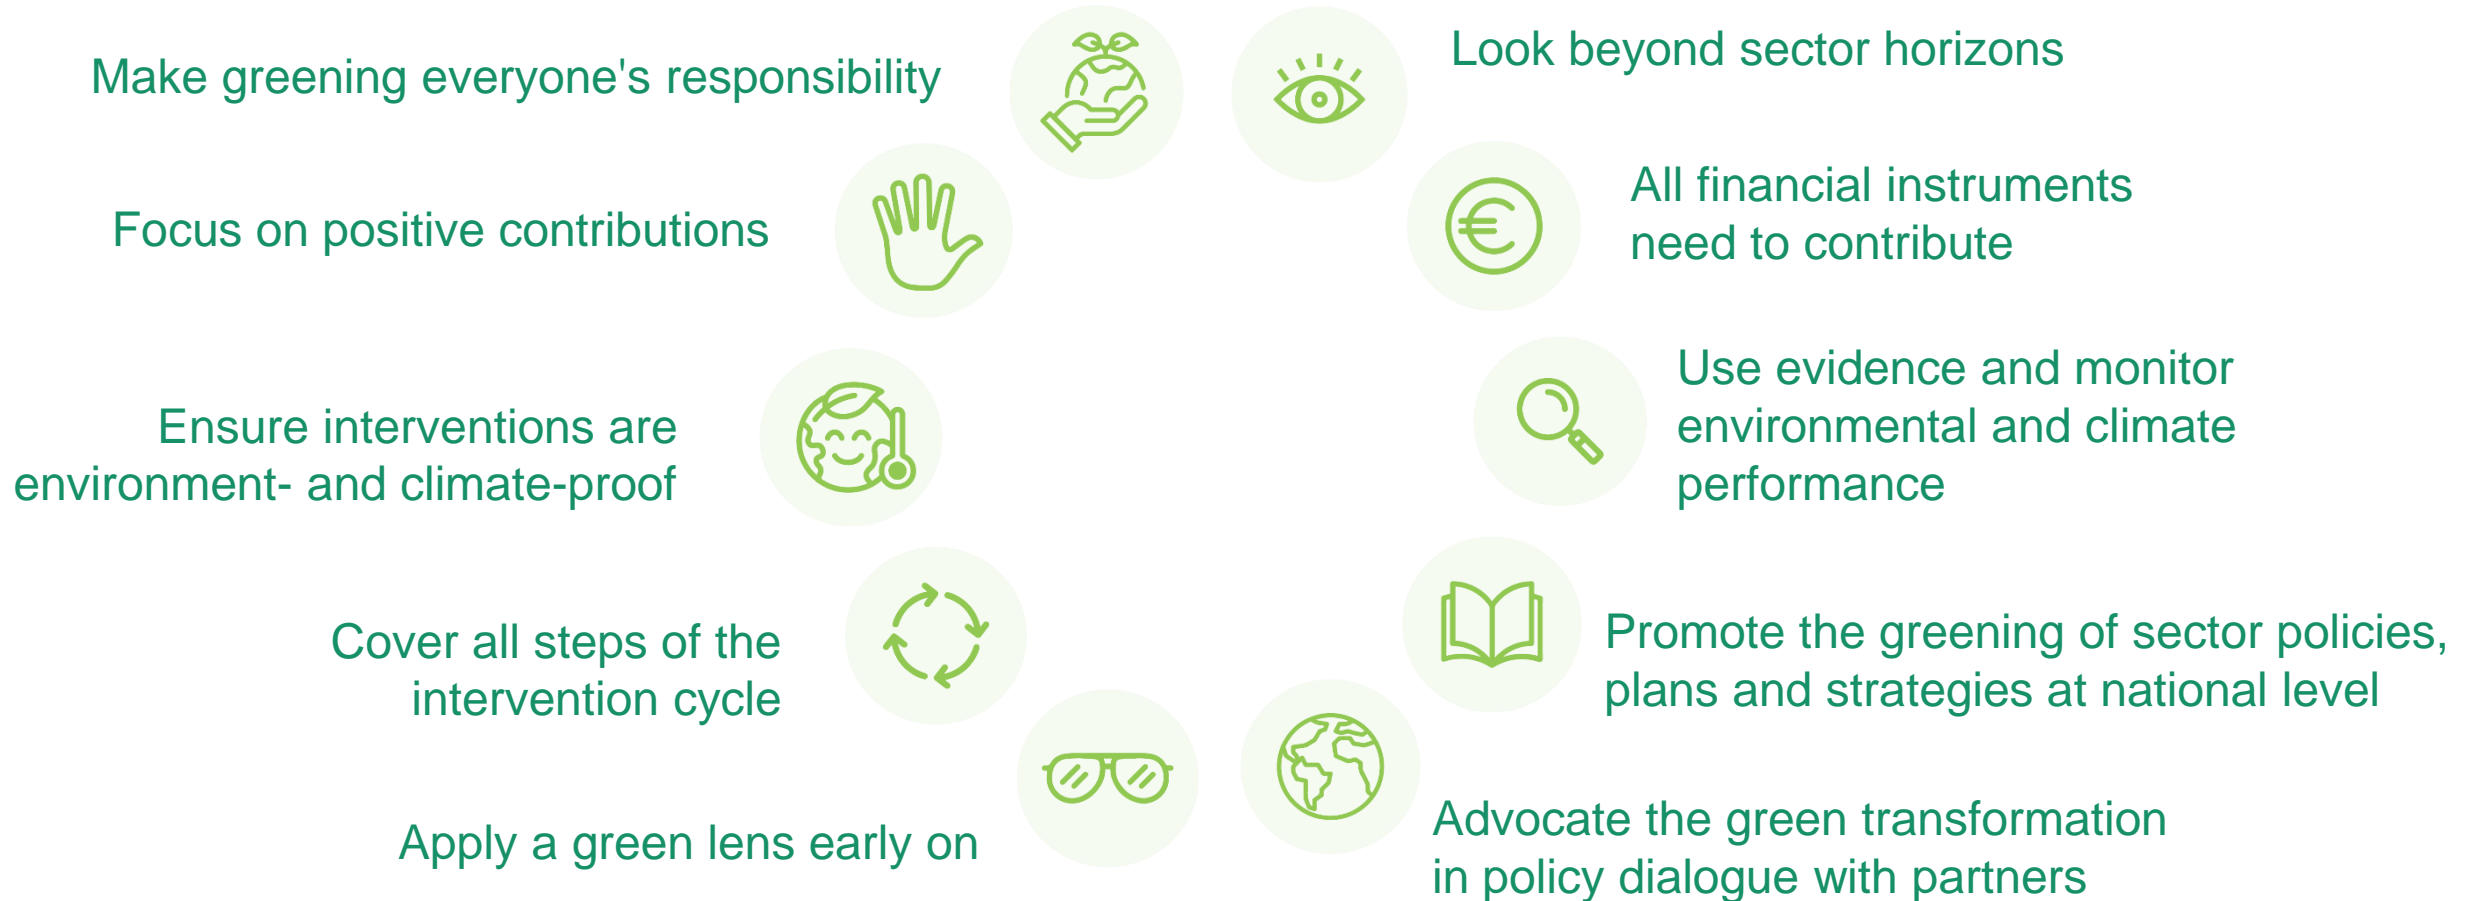 Make greening everyone's responsibility
Focus on positive contributions
Ensure interventions are
environment- and climate-proof
Cover all steps of the
intervention cycle
Apply a green lens early on
Look beyond sector horizons
All financial instruments
need to contribute
Use evidence and monitor
environmental and climate
performance
Promote the greening of sector policies,
plans and strategies at national level
Advocate the green transformation
in policy dialogue with partners